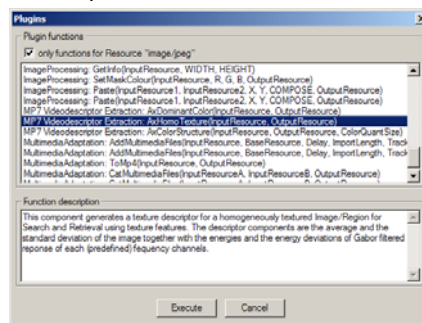 Plugins
Plugin functions
only functions for Resource "image/jpeg"
ImageProcessing: GetInfo(InputResource, WIDTH, HEIGHT)
ImageProcessing: SetMaskColour(InputResource, R, G, B, OutputResource)
ImageProcessing: Paste(InputResource1, InputResource2, X, Y, COMPOSE, OutputResource)
ImageProcessing: Paste(InputResource1, InputResource2, X, Y, COMPOSE, OutputResource)
MP7 Videodescriptor Extraction: AxDominantColor(InputResource, OutputResource)
MP7 Videodescriptor Extraction: AxHomoTexture(InputResource, OutputResource)
MP7 Videodescriptor Extraction: AxColorStructure(InputResource, OutputResource, ColorQuantSize)
MultimediaAdaptation: AddMultimediaFiles(InputResource, BaseResource, Delay, ImportLength, Track
MultimediaAdaptation: AddMultimediaFiles(InputResource, BaseResource, Delay, ImportLength, Track
MultimediaAdaptation: ToMp4(InputResource, OutputResource)
MultimediaAdaptation: CatMultimediaFiles(InputResourceA, InputResourceB, OutputResource)
Function description
This component generates a texture descriptor for a homogeneously textured Image/Region for
Search and Retrieval using texture features. The descriptor components are the average and the
standard deviation of the image together with the energies and the energy deviations of Gabor filtered
reponse of each (predefined) fequency channels.
Execute
Cancel